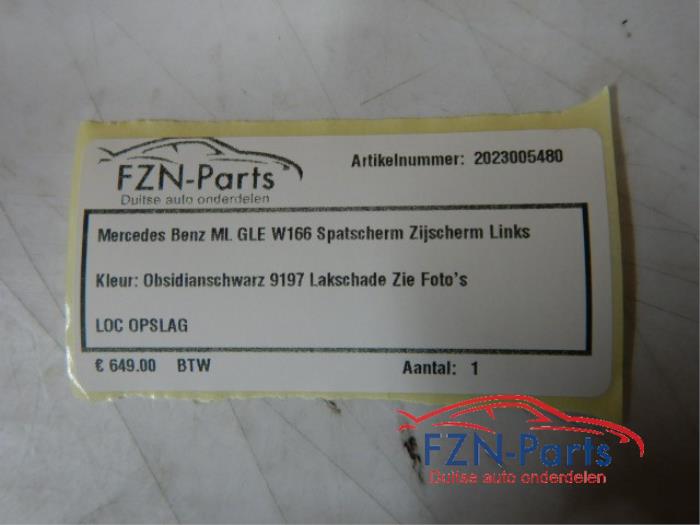 FZN-Parts
Duitse auto onderdelen
Artikelnummer: 2023005480
Mercedes Benz ML GLE W166 Spatscherm Zijscherm Links
Kleur: Obsidianschwarz 9197 Lakschade Zie Foto's
LOC OPSLAG
€ 649.00 BTW
Aantal: 1
FZN-Parts
Duitse auto onderdelen